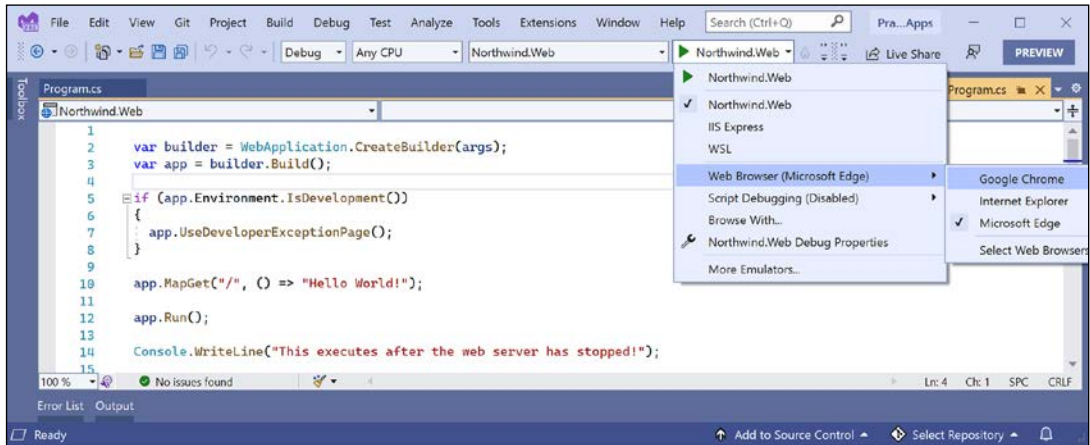 File Edit View Git Project Build Debug Test Analyze Tools Extensions Window Help Search (Ctrl+Q) Pra...Apps
Debug Any CPU Northwind.Web Northwind.Web Live Share PREVIEW
Toolbox
Program.cs
Program.cs
Northwind.Web
1
2 var builder = WebApplication.CreateBuilder(args);
3 var app = builder.Build();
4
5 if (app.Environment.IsDevelopment())
6 {
7 app.UseDeveloperExceptionPage();
8 }
9
10 app.MapGet("/", () => "Hello World!");
11
12 app.Run();
13
14 Console.WriteLine("This executes after the web server has stopped!");
15
Northwind.Web
Northwind.Web
IIS Express
WSL
Web Browser (Microsoft Edge)
Script Debugging (Disabled)
Browse With...
Northwind.Web Debug Properties
More Emulators...
Google Chrome
Internet Explorer
Microsoft Edge
Select Web Browsers
100 % No issues found Ln: 4 Ch: 1 SPC CRLF
Error List Output
Ready Add to Source Control Select Repository